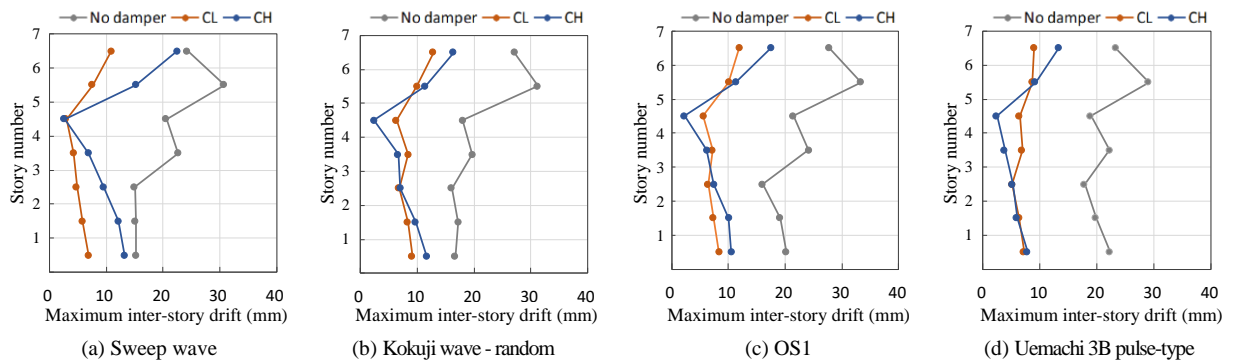 No damper CL CH
7
6
5
4
3
2
1
Story number
0 10 20 30 40
Maximum inter-story drift (mm)
(a) Sweep wave
No damper CL CH
7
6
5
4
3
2
1
Story number
0 10 20 30 40
Maximum inter-story drift (mm)
(b) Kokuji wave - random
No damper CL CH
7
6
5
4
3
2
1
Story number
0 10 20 30 40
Maximum inter-story drift (mm)
(c) OS1
No damper CL CH
7
6
5
4
3
2
1
Story number
0 10 20 30 40
Maximum inter-story drift (mm)
(d) Uemachi 3B pulse-type